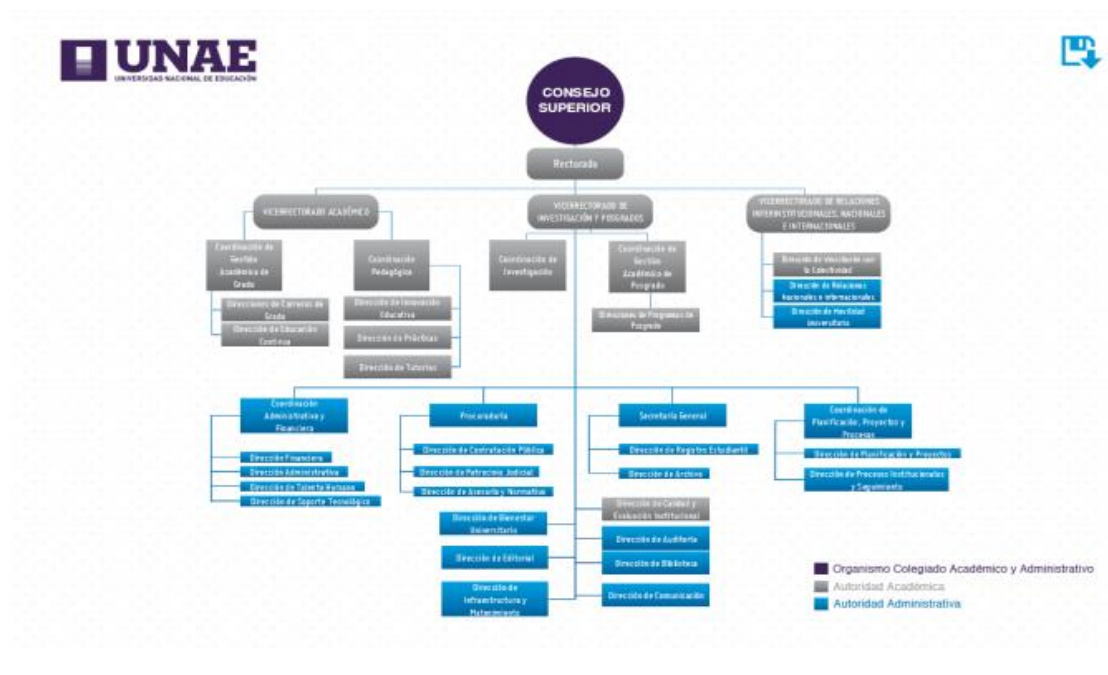 UNAE
UNIVERSIDAD NACIONAL DE EDUCACIÓN
CONSEJO
SUPERIOR
Rectorado
VICERRECTORADO ACADÉMICO
VICERRECTORADO DE
INVESTIGACIÓN Y POSGRADOS
VICERRECTORADO DE RELACIONES
INTERINSTITUCIONALES, NACIONALES
E INTERNACIONALES
Coordinación de
Gestión
Académica de
Grado
Direcciones de Carreras de
Grado
Dirección de Educación
Continua
Coordinación
Pedagógica
Dirección de Innovación
Educativa
Dirección de Prácticas
Dirección de Tutorías
Coordinación de
Investigación
Coordinación de
Gestión
Académica de
Posgrado
Direcciones de Programas de
Posgrado
Dirección de vinculación con
la Colectividad
Dirección de Relaciones
Nacionales e internacionales
Dirección de Movilidad
universitaria
Coordinación
Administrativa y
Financiera
Dirección Financiera
Dirección Administrativa
Dirección de Talento Humano
Dirección de Soporte Tecnológico
Procuraduría
Dirección de Contratación Pública
Dirección de Patrocinio Judicial
Dirección de Asesoría y Normativa
Secretaría General
Dirección de Registro Estudiantil
Dirección de Archivo
Coordinación de
Planificación, Proyectos y
Procesos
Dirección de Planificación y Proyectos
Dirección de Procesos Institucionales
y Seguimiento
Dirección de Bienestar
Universitario
Dirección de Editorial
Dirección de
Infraestructura y
Dirección de Calidad y
Evaluación Institucional
Dirección de Auditoría
Dirección de Biblioteca
Dirección de Comunicación
Organismo Colegiado Académico y Administrativo
Autoridad Académica
Autoridad Administrativa